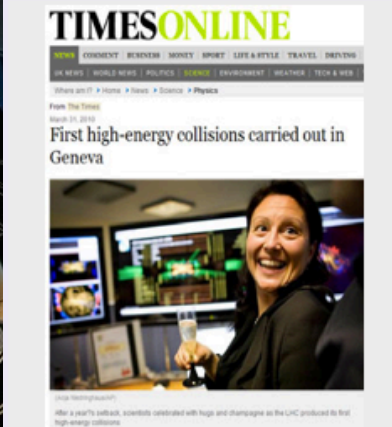 TIMESONLINE
NEWS COMMENT BUSINESS MONEY SPORT LIFE & STYLE TRAVEL DRIVING
UK NEWS WORLD NEWS POLITICS SCIENCE ENVIRONMENT WEATHER TECH & WEB
Where am I? Home News Science Physics
From The Times
March 31, 2010
First high-energy collisions carried out in
Geneva
After a year?s setback, scientists celebrated with hugs and champagne as the LHC produced its first
high energy collisions